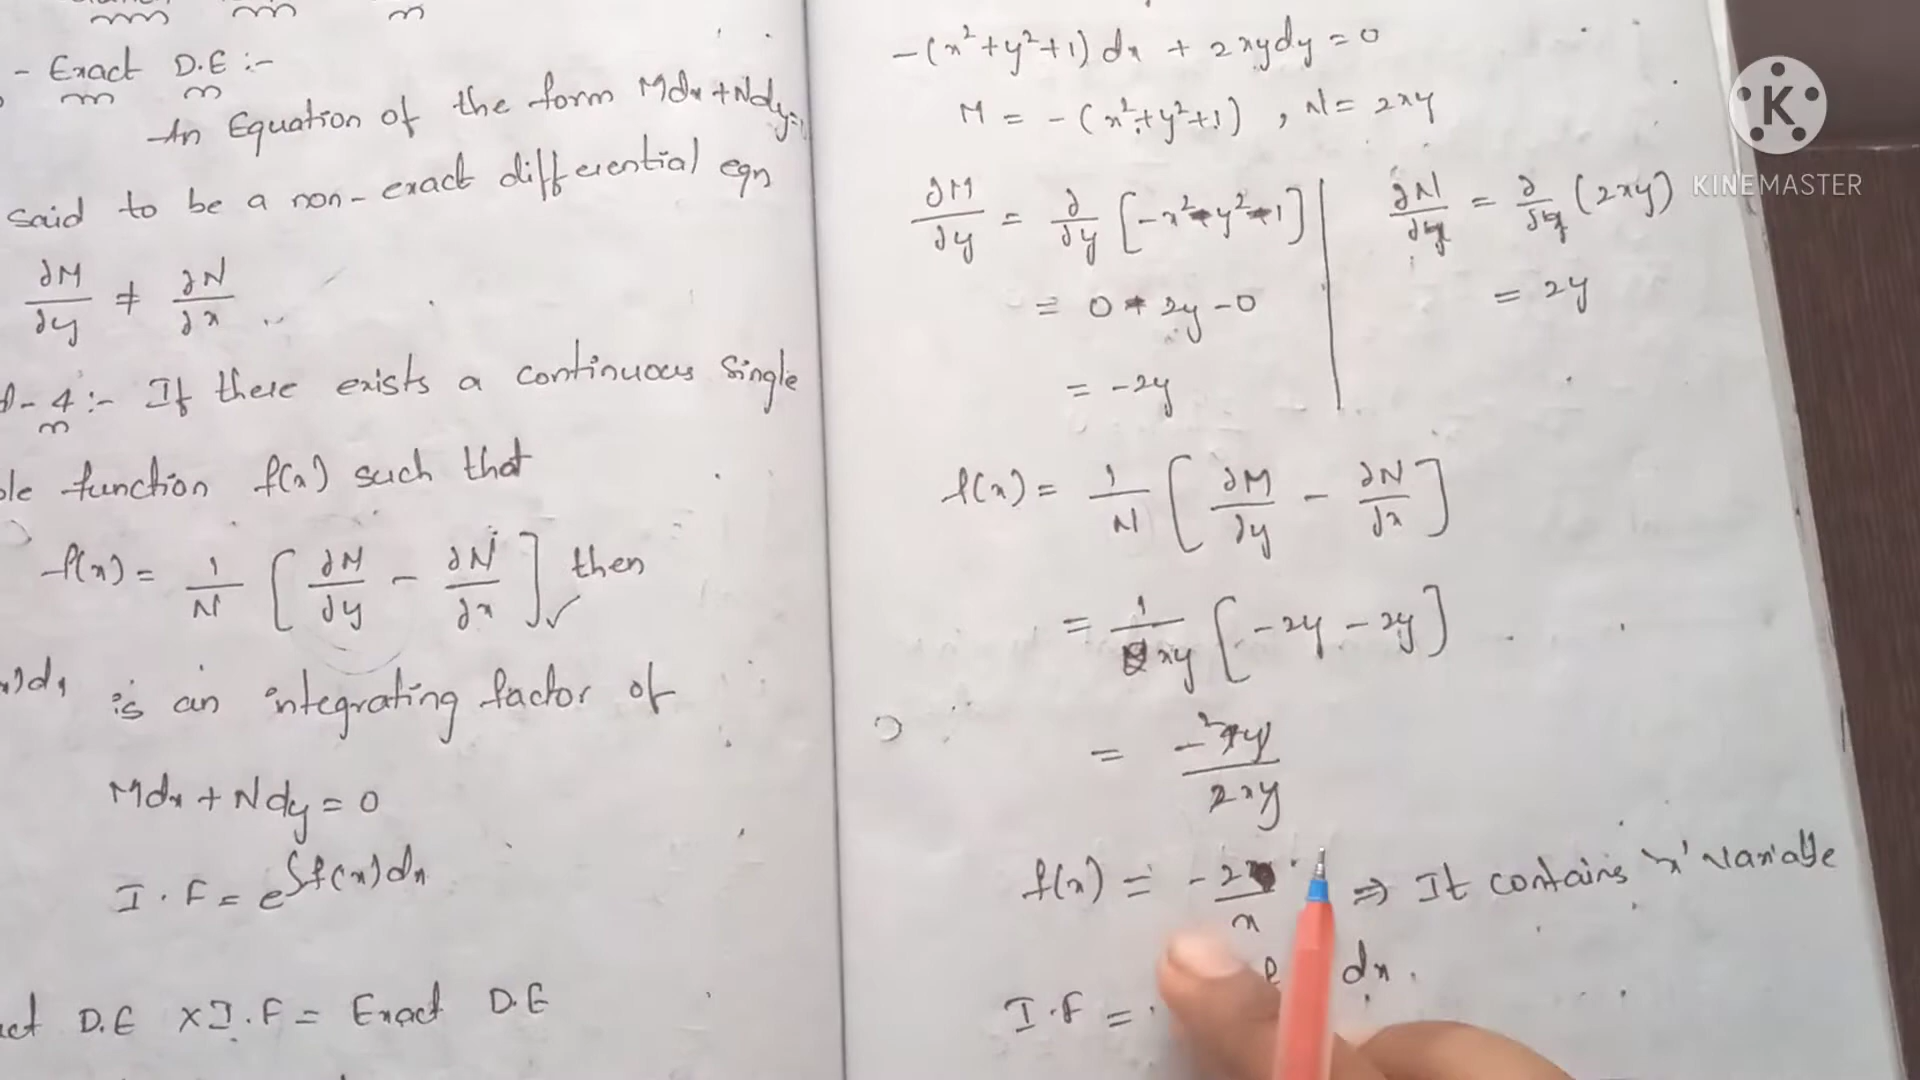 - Exact D.E :-
An Equation of the form Mdx+Ndy=
said to be a non-exact differential eqn
∂M/∂y ≠ ∂N/∂x
- 4 :- If there exists a continuous single
function f(x) such that
f(x) = 1/N [∂M/∂y - ∂N/∂x] then
is an integrating factor of
Mdx + Ndy = 0
I.F = e^∫f(x)dx
D.E x I.F = Exact D.E
-(x²+y²+1)dx + 2xydy = 0
M = -(x²+y²+1), N = 2xy
∂M/∂y = ∂/∂y [-x²-y²-1] ∂N/∂x = ∂/∂x (2xy)
= 0 - 2y - 0 = 2y
= -2y
f(x) = 1/N [∂M/∂y - ∂N/∂x]
= 1/2xy [-2y - 2y]
= -4y/2xy
f(x) = -2/x ⇒ It contains 'x' variable
I.F = dx.
K
KINEMASTER